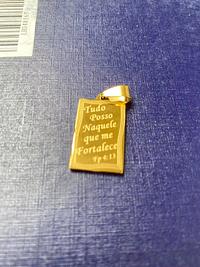 Tudo
Posso
Naquele
que me
Fortalece
Fp 4:13